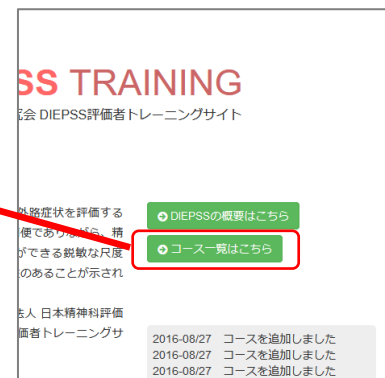 SS TRAINING
会 DIEPSS評価者トレーニングサイト
外路症状を評価する
便でありながら、精
ができる鋭敏な尺度
のあることが示され
DIEPSSの概要はこちら
コース一覧はこちら
法人 日本精神科評価
価者トレーニングサ
2016-08/27 コースを追加しました
2016-08/27 コースを追加しました
2016-08/27 コースを追加しました